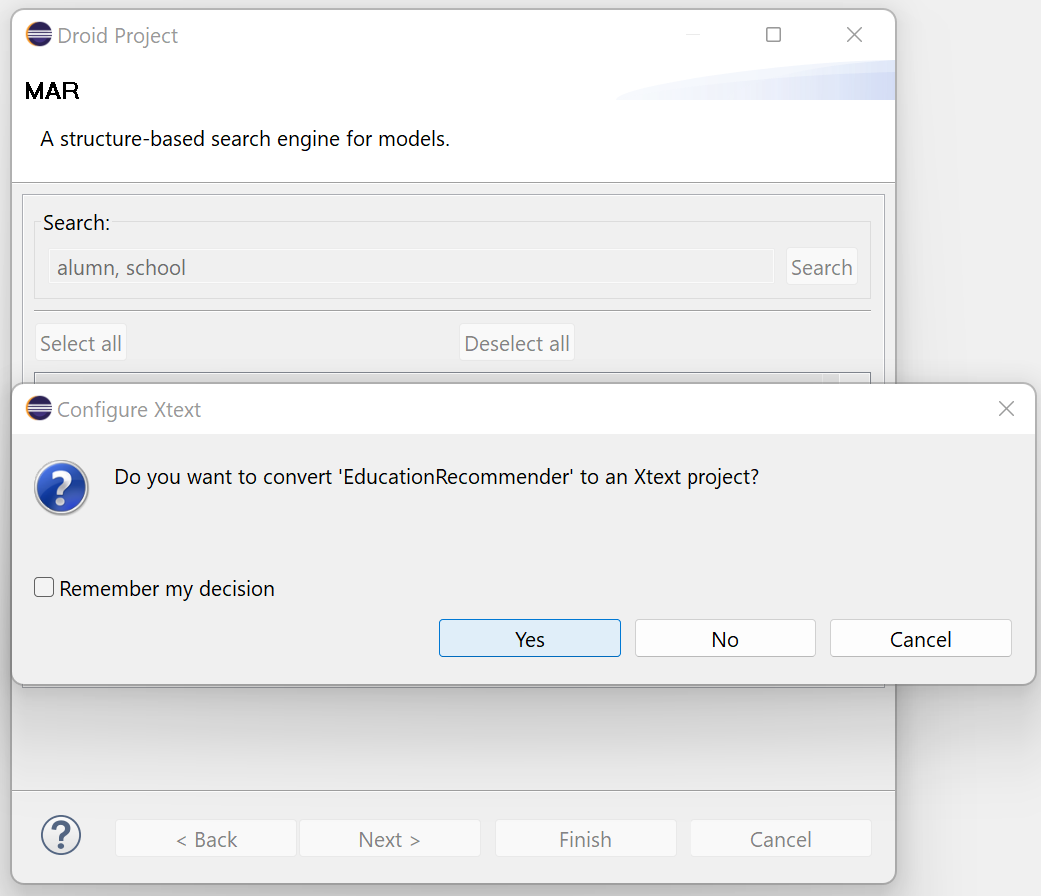 Droid Project
MAR
A structure-based search engine for models.
Search:
alumn, school
Search
Select all
Deselect all
Configure Xtext
Do you want to convert 'EducationRecommender' to an Xtext project?
Remember my decision
Yes
No
Cancel
< Back
Next >
Finish
Cancel